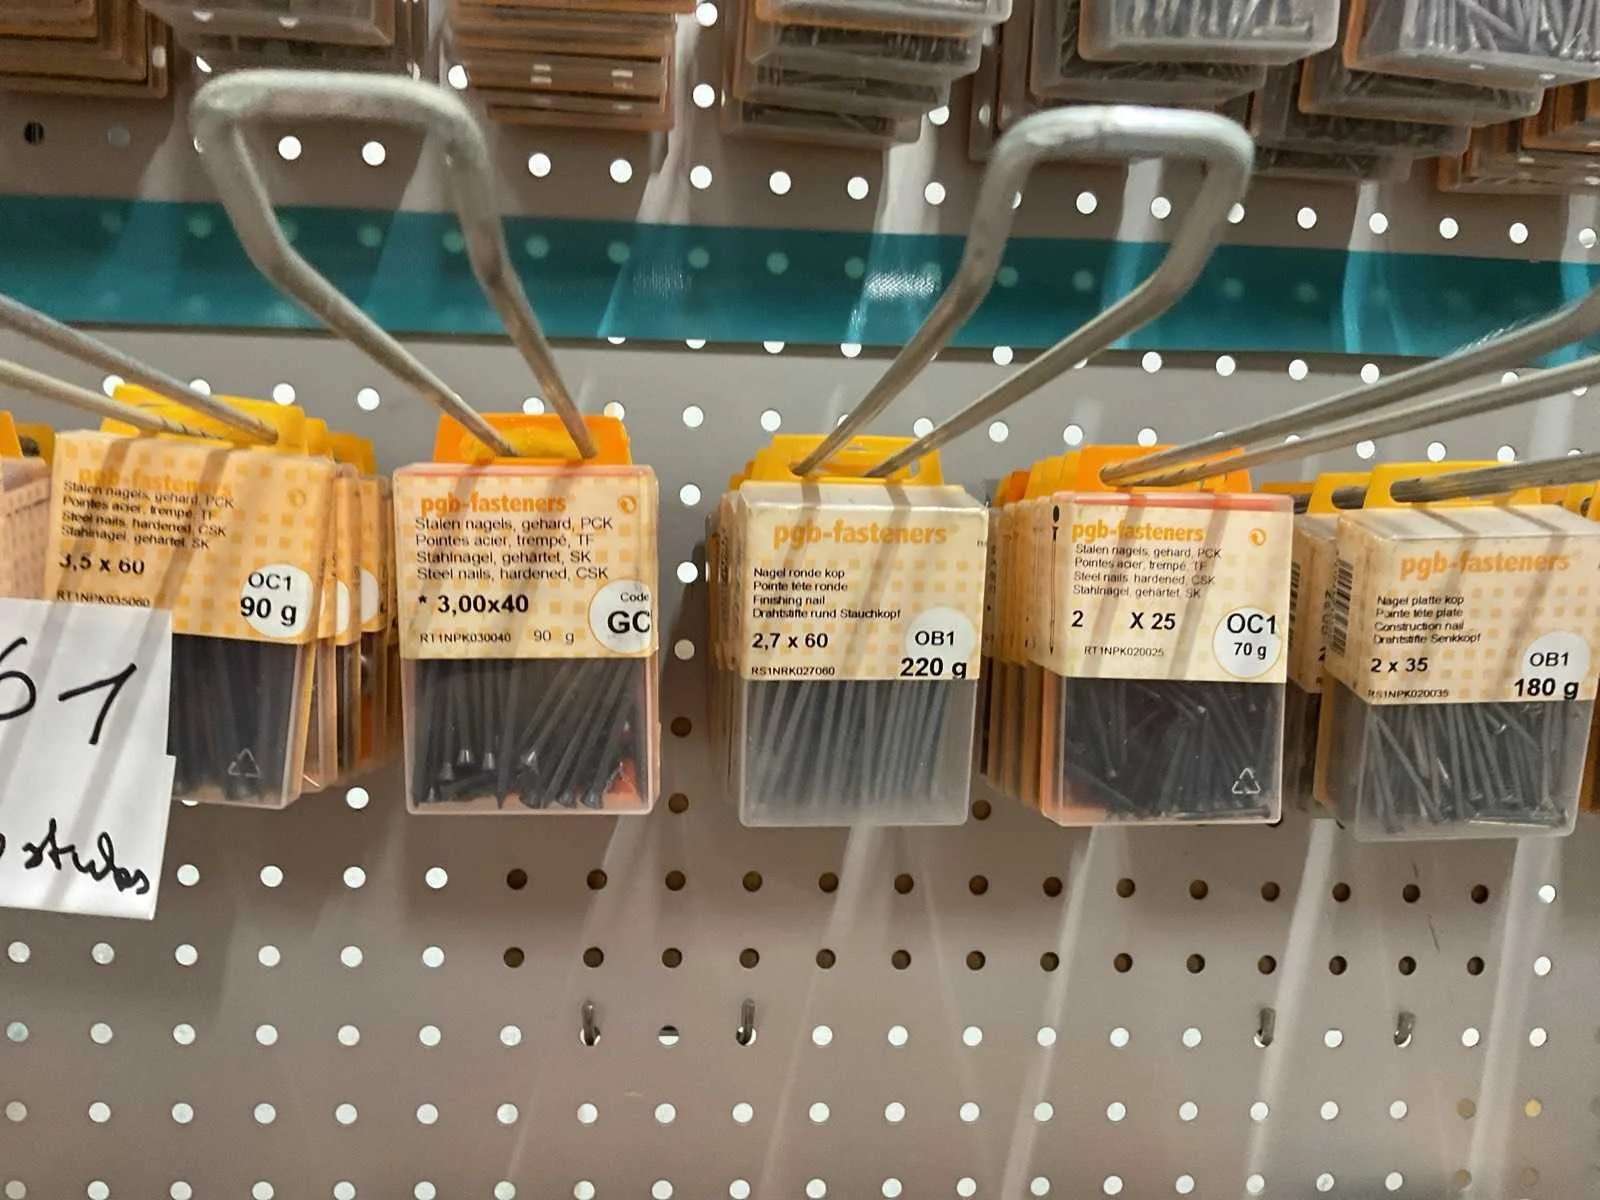 pgb-fasteners
Stalen nagels, gehard, PCK
Pointes acier, trempé, TF
Steel nails, hardened, CSK
Stahlnagel, gehärtet, SK
3,5 x 60
OC1
90 g
RT1NPK035060
61
stuks
pgb-fasteners
Stalen nagels, gehard, PCK
Pointes acier, trempé, TF
Stahlnagel, gehärtet, SK
Steel nails, hardened, CSK
* 3,00x40
Code
GC
RT1NPK030040 90 g
pgb-fasteners
Nagel ronde kop
Pointe tête ronde
Finishing nail
Drahtstifte rund Stauchkopf
2,7 x 60
OB1
RS1NRK027060
220 g
pgb-fasteners
Stalen nagels, gehard, PCK
Pointes acier, trempé, TF
Steel nails, hardened, CSK
Stahlnagel, gehärtet, SK
2 X 25
OC1
70 g
RT1NPK020025
pgb-fasteners
Nagel platte kop
Pointe tête plate
Construction nail
Drahtstifte Senkkopf
2 x 35
OB1
RS1NPK020035
180 g